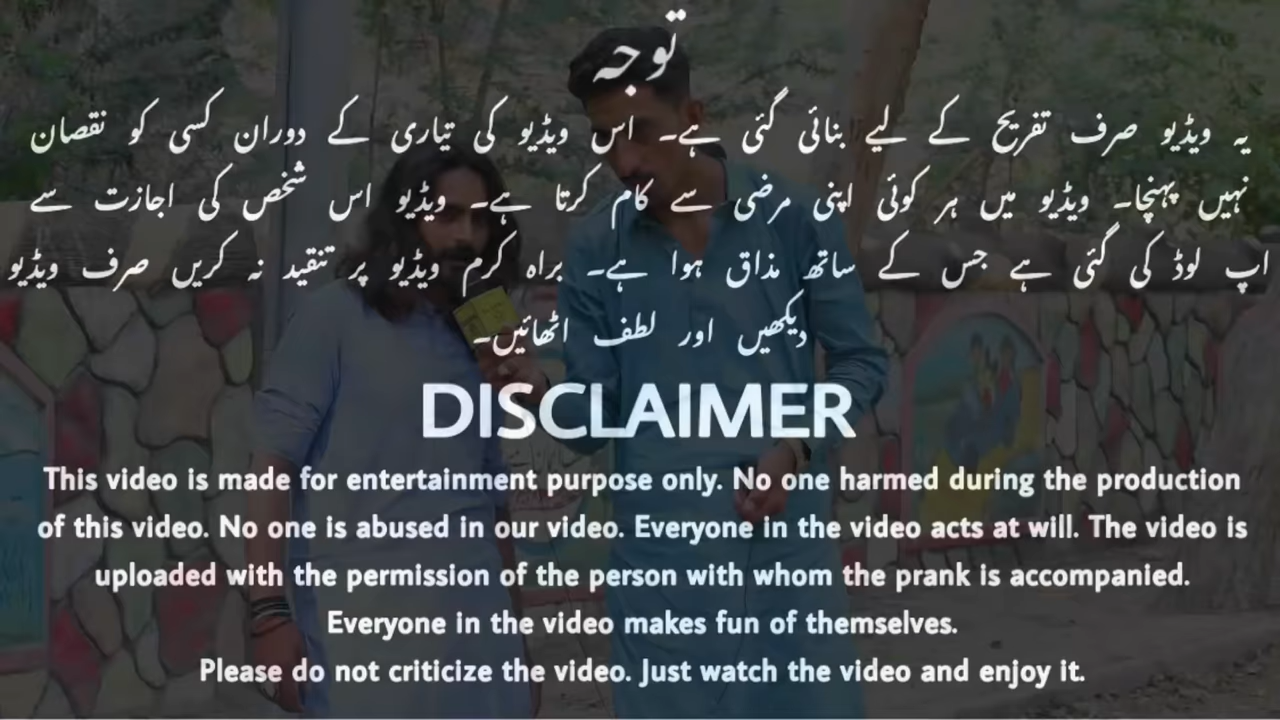 توجہ
یہ ویڈیو صرف تفریح کے لیے بنائی گئی ہے۔ اس ویڈیو کی تیاری کے دوران کسی کو نقصان
نہیں پہنچا۔ ویڈیو میں ہر کوئی اپنی مرضی سے کام کرتا ہے۔ ویڈیو اس شخص کی اجازت سے
اپ لوڈ کی گئی ہے جس کے ساتھ مذاق ہوا ہے۔ براہ کرم ویڈیو پر تنقید نہ کریں صرف ویڈیو
دیکھیں اور لطف اٹھائیں۔
DISCLAIMER
This video is made for entertainment purpose only. No one harmed during the production
of this video. No one is abused in our video. Everyone in the video acts at will. The video is
uploaded with the permission of the person with whom the prank is accompanied.
Everyone in the video makes fun of themselves.
Please do not criticize the video. Just watch the video and enjoy it.